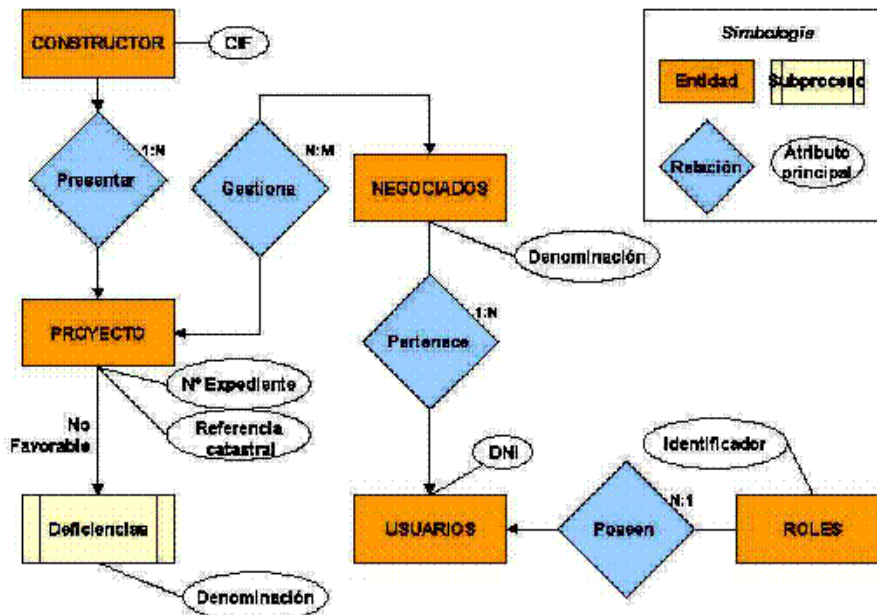 CONSTRUCTOR
CIF
Simbología
Entidad
Subproceso
1:N
Presentar
N:M
Gestiona
NEGOCIADOS
Relación
Atributo
principal
Denominación
PROYECTO
1:N
Pertenece
Nº Expediente
Referencia
catastral
No
Favorable
DNI
Identificador
Deficiencias
USUARIOS
N:1
Poseen
ROLES
Denominación